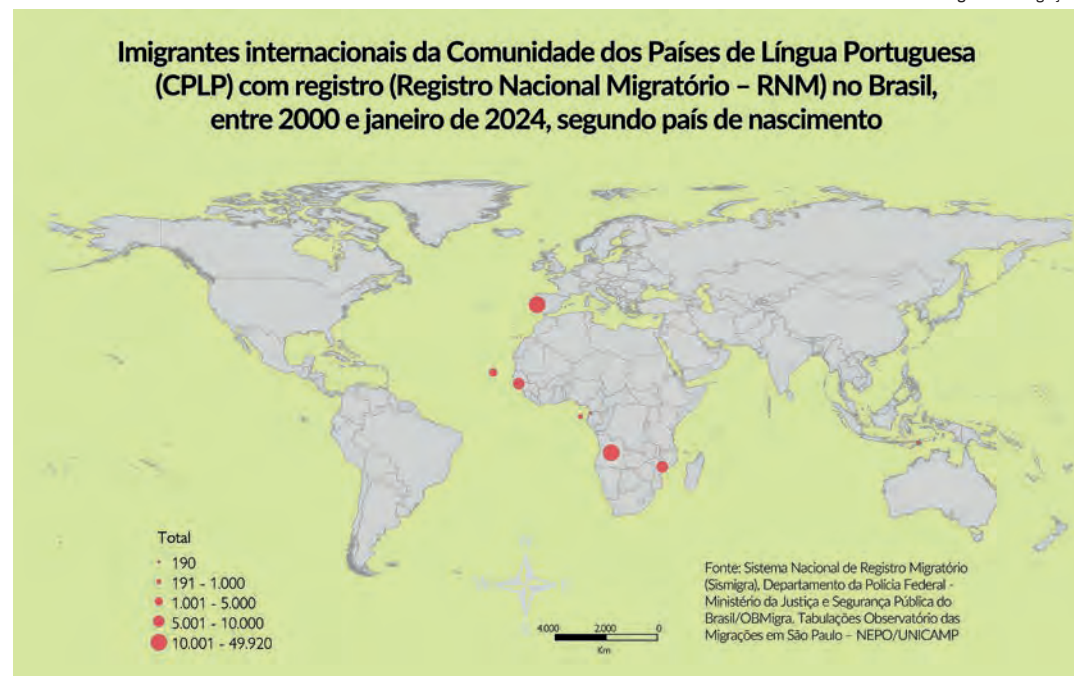 Imigrantes internacionais da Comunidade dos Países de Língua Portuguesa
(CPLP) com registro (Registro Nacional Migratório – RNM) no Brasil,
entre 2000 e janeiro de 2024, segundo país de nascimento
Total
190
191 - 1.000
1.001 - 5.000
5.001 - 10.000
10.001 - 49.920
4.000 2.000 0
Km
Fonte: Sistema Nacional de Registro Migratório
(Sismigra), Departamento da Polícia Federal -
Ministério da Justiça e Segurança Pública do
Brasil/OBMigra. Tabulações Observatório das
Migrações em São Paulo – NEPO/UNICAMP